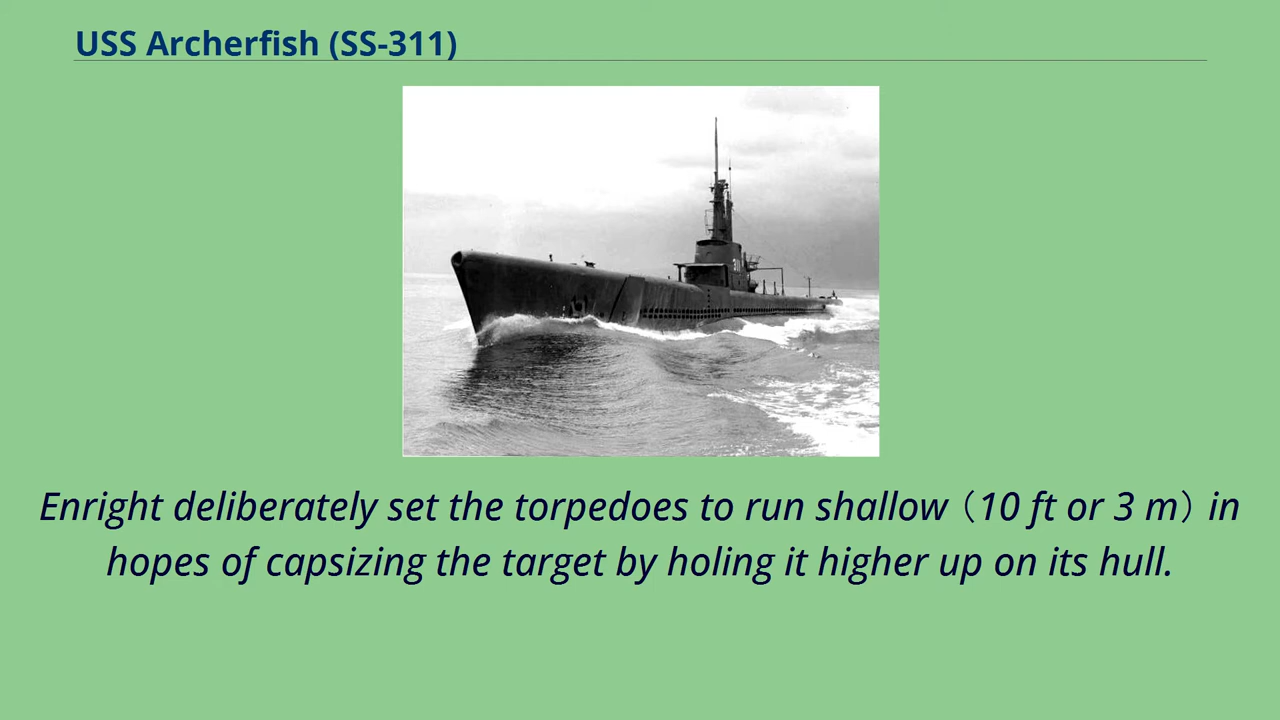 USS Archerfish (SS-311)
Enright deliberately set the torpedoes to run shallow（10 ft or 3 m）in
hopes of capsizing the target by holing it higher up on its hull.